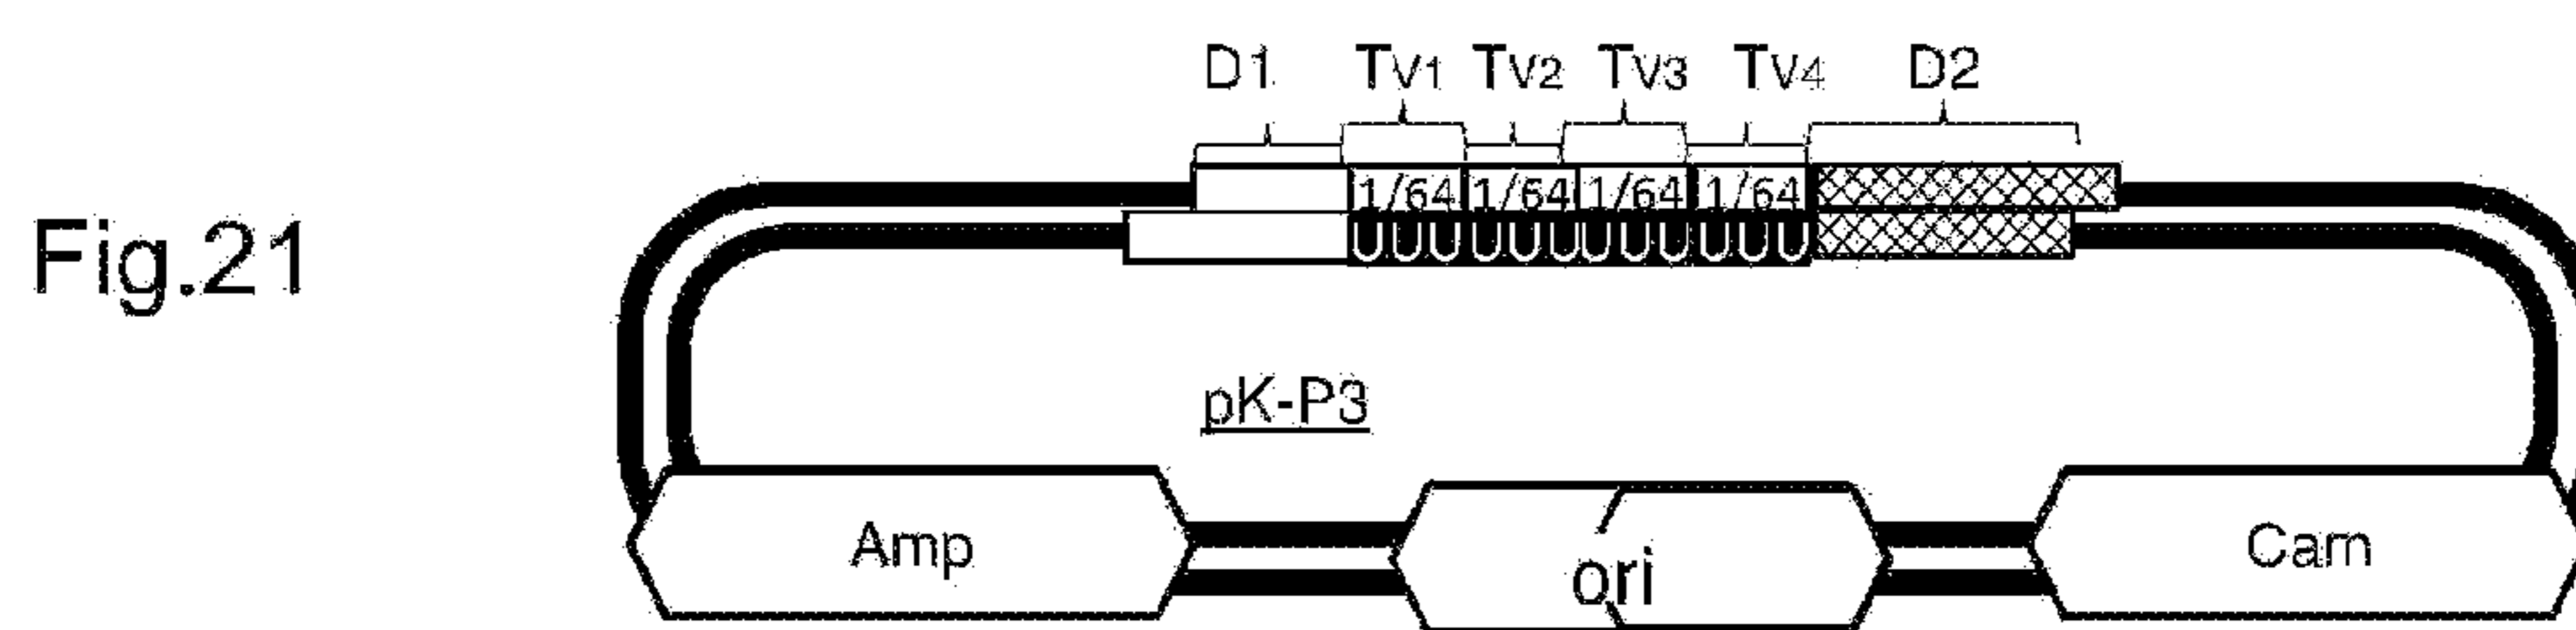 D1 TV1 TV2 TV3 TV4 D2
1/64 1/64 1/64 1/64
Fig.21
pK-P3
Amp
ori
Cam